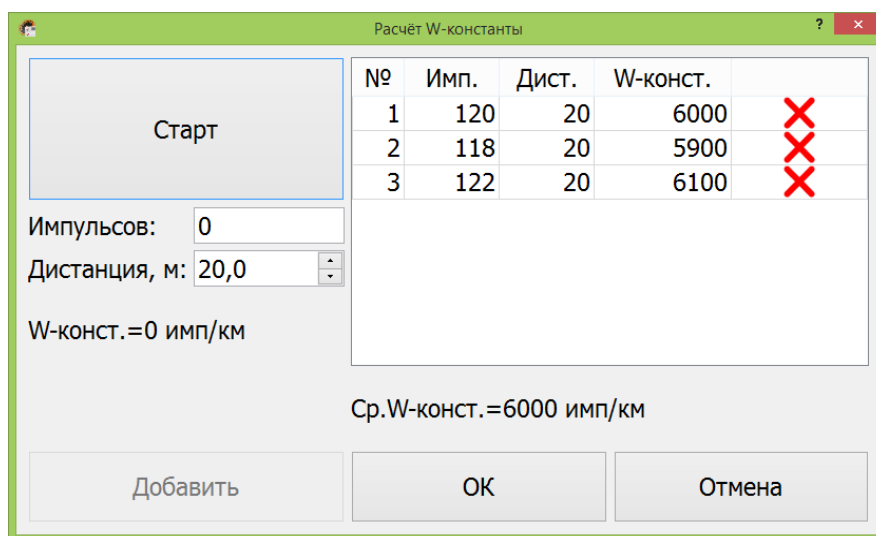 Расчёт W-константы
?
×
Старт
№ Имп. Дист. W-конст.
1 120 20 6000
2 118 20 5900
3 122 20 6100
Импульсов: 0
Дистанция, м: 20,0
W-конст.=0 имп/км
Ср.W-конст.=6000 имп/км
Добавить
ОК
Отмена